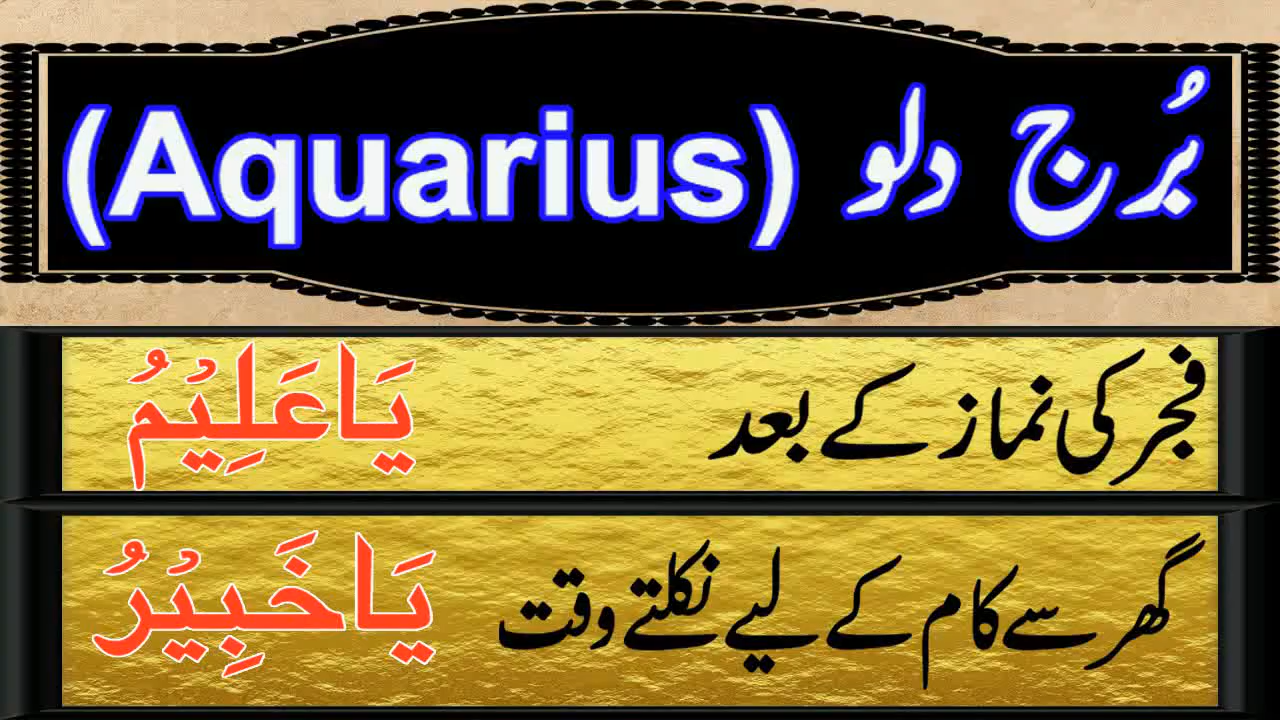 بُرج دلو (Aquarius)
فجر کی نماز کے بعد یَاعَلِیْمُ
گھر سے کام کے لیے نکلتے وقت یَاخَبِیْرُ